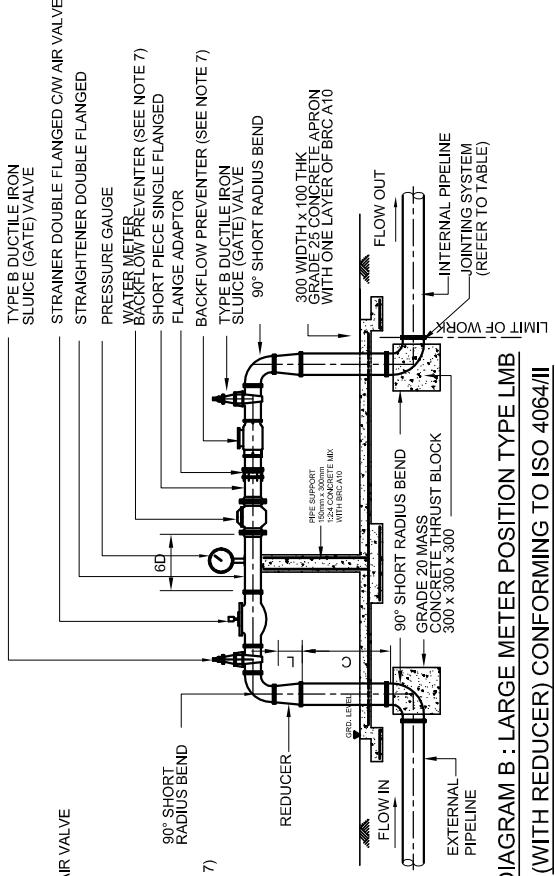 TYPE B DUCTILE IRON
SLUICE (GATE) VALVE
STRAINER DOUBLE FLANGED C/W AIR VALVE
STRAIGHTENER DOUBLE FLANGED
PRESSURE GAUGE
WATER METER
BACKFLOW PREVENTER (SEE NOTE 7)
SHORT PIECE SINGLE FLANGED
FLANGE ADAPTOR
BACKFLOW PREVENTER (SEE NOTE 7)
TYPE B DUCTILE IRON
SLUICE (GATE) VALVE
90° SHORT RADIUS BEND
300 WIDTH x 100 THK
GRADE 25 CONCRETE APRON
WITH ONE LAYER OF BRC A10
AIR VALVE
7)
90° SHORT
RADIUS BEND
REDUCER
6D
L
C
PIPE SUPPORT
150mm x 300mm
1:2:4 CONCRETE MIX
WITH BRC A10
GRD. LEVEL
FLOW IN
FLOW OUT
EXTERNAL
PIPELINE
90° SHORT RADIUS BEND
GRADE 20 MASS
CONCRETE THRUST BLOCK
300 x 300 x 300
INTERNAL PIPELINE
JOINTING SYSTEM
(REFER TO TABLE)
LIMIT OF WORK
DIAGRAM B : LARGE METER POSITION TYPE LMB
(WITH REDUCER) CONFORMING TO ISO 4064/II